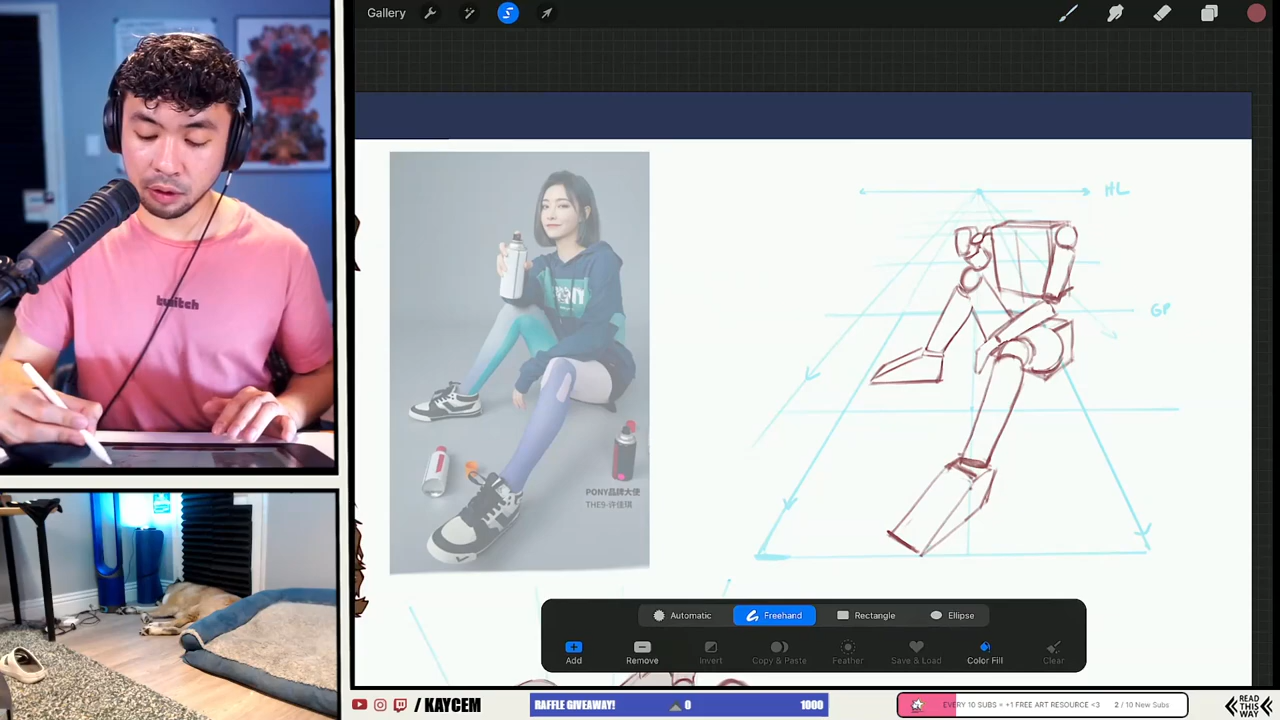 Gallery
twitch
HL
GP
PONY品牌大使
THE9-许佳琪
Automatic
Freehand
Rectangle
Ellipse
Add
Remove
Invert
Copy & Paste
Feather
Save & Load
Color Fill
Clear
/ KAYCEM
RAFFLE GIVEAWAY!
0
1000
EVERY 10 SUBS = +1 FREE ART RESOURCE <3
2 / 10 New Subs
READ
THIS
WAY